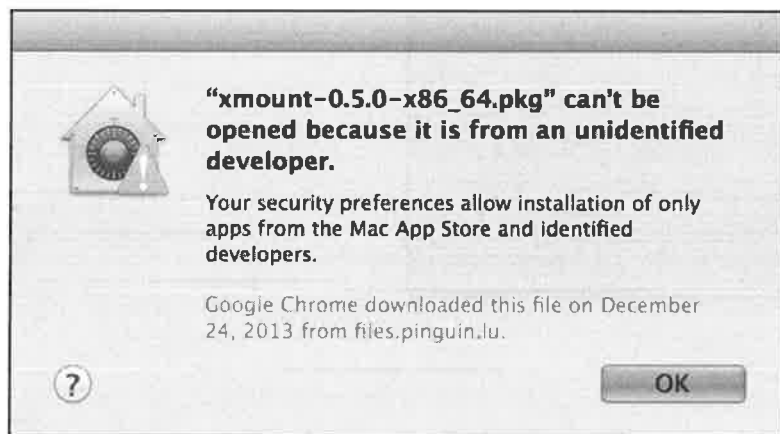 “xmount-0.5.0-x86_64.pkg” can't be
opened because it is from an unidentified
developer.
Your security preferences allow installation of only
apps from the Mac App Store and identified
developers.
Google Chrome downloaded this file on December
24, 2013 from files.pinguin.lu.
?
OK